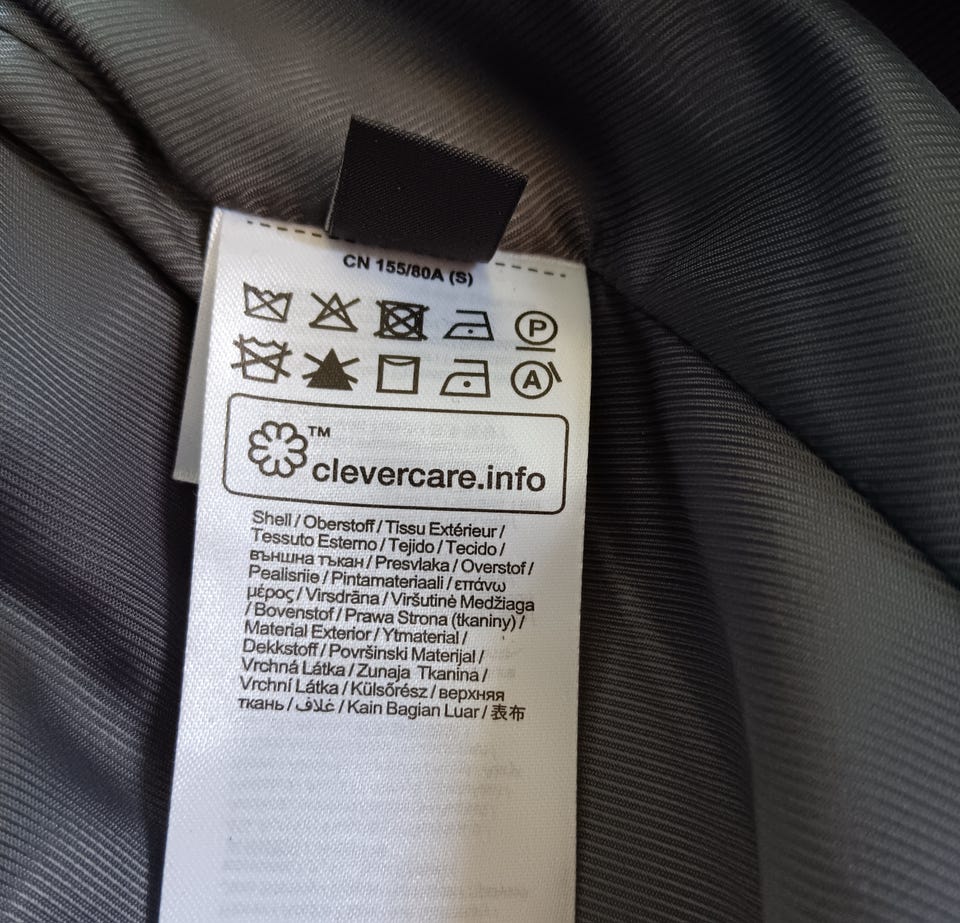 CN 155/80A (S)
P
A
TM
clevercare.info
Shell / Oberstoff / Tissu Extérieur /
Tessuto Esterno / Tejido / Tecido /
външна тъкан / Presvlaka / Overstof /
Pealisriie / Pintamateriaali / επάνω
μέρος / Virsdrāna / Viršutinė Medžiaga
/ Bovenstof / Prawa Strona (tkaniny) /
Material Exterior / Ytmaterial /
Dekkstoff / Površinski Materijal /
Vrchná Látka / Zunaja Tkanina /
Vrchní Látka / Külsőrész / верхняя
ткань / غلاف / Kain Bagian Luar / 表布